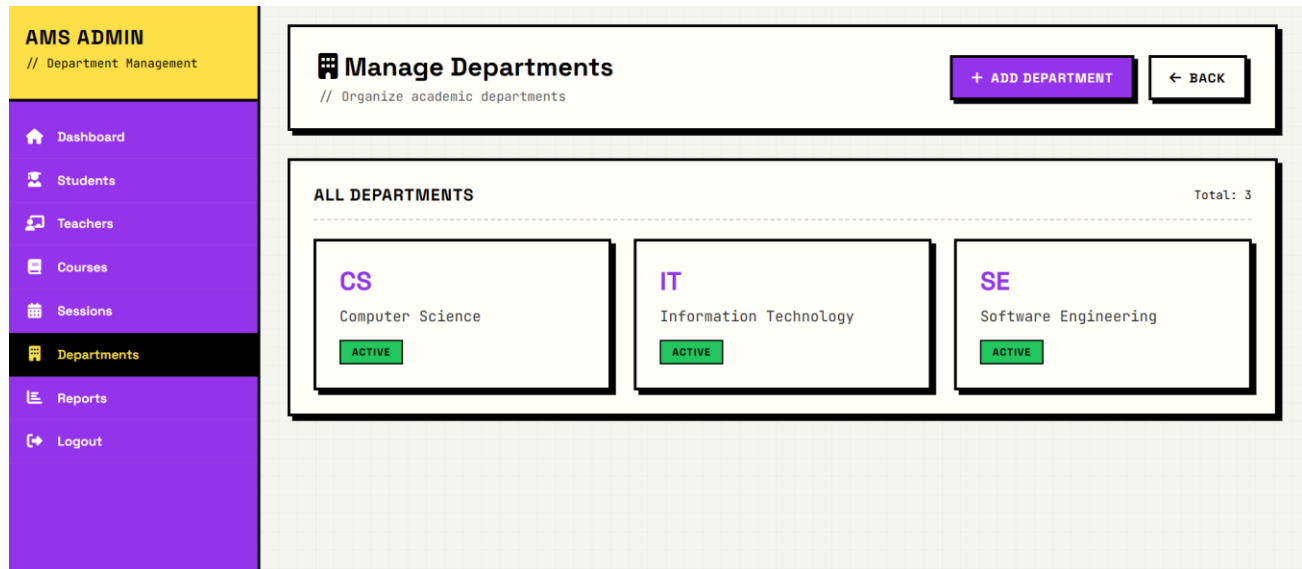 AMS ADMIN
// Department Management
Dashboard
Students
Teachers
Courses
Sessions
Departments
Reports
Logout
Manage Departments
// Organize academic departments
+ ADD DEPARTMENT
← BACK
ALL DEPARTMENTS
Total: 3
CS
Computer Science
ACTIVE
IT
Information Technology
ACTIVE
SE
Software Engineering
ACTIVE